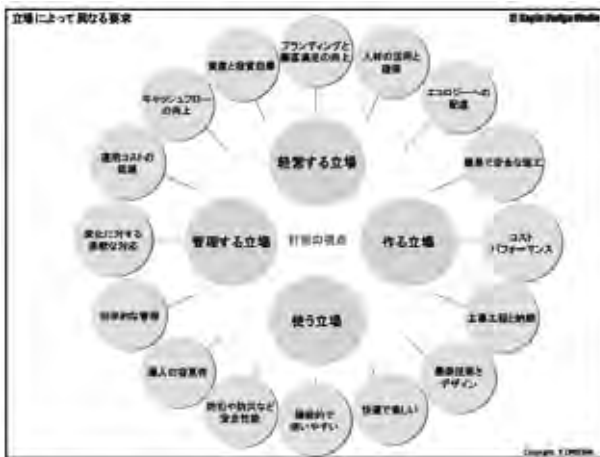 立場によって異なる要求
ブランディングと
顧客満足の向上
人材の活用と
確保
資産と投資目標
エコロジーへの
配慮
キャッシュフロー
の向上
経営する立場
運用コストの
低減
簡易で安全な施工
変化に対する
柔軟な対応
管理する立場
計画の視点
作る立場
コスト
パフォーマンス
効率的な管理
使う立場
工事工程と納期
導入の容易性
最新技術と
デザイン
防犯や防災など
安全性能
機能的で
使いやすい
快適で楽しい